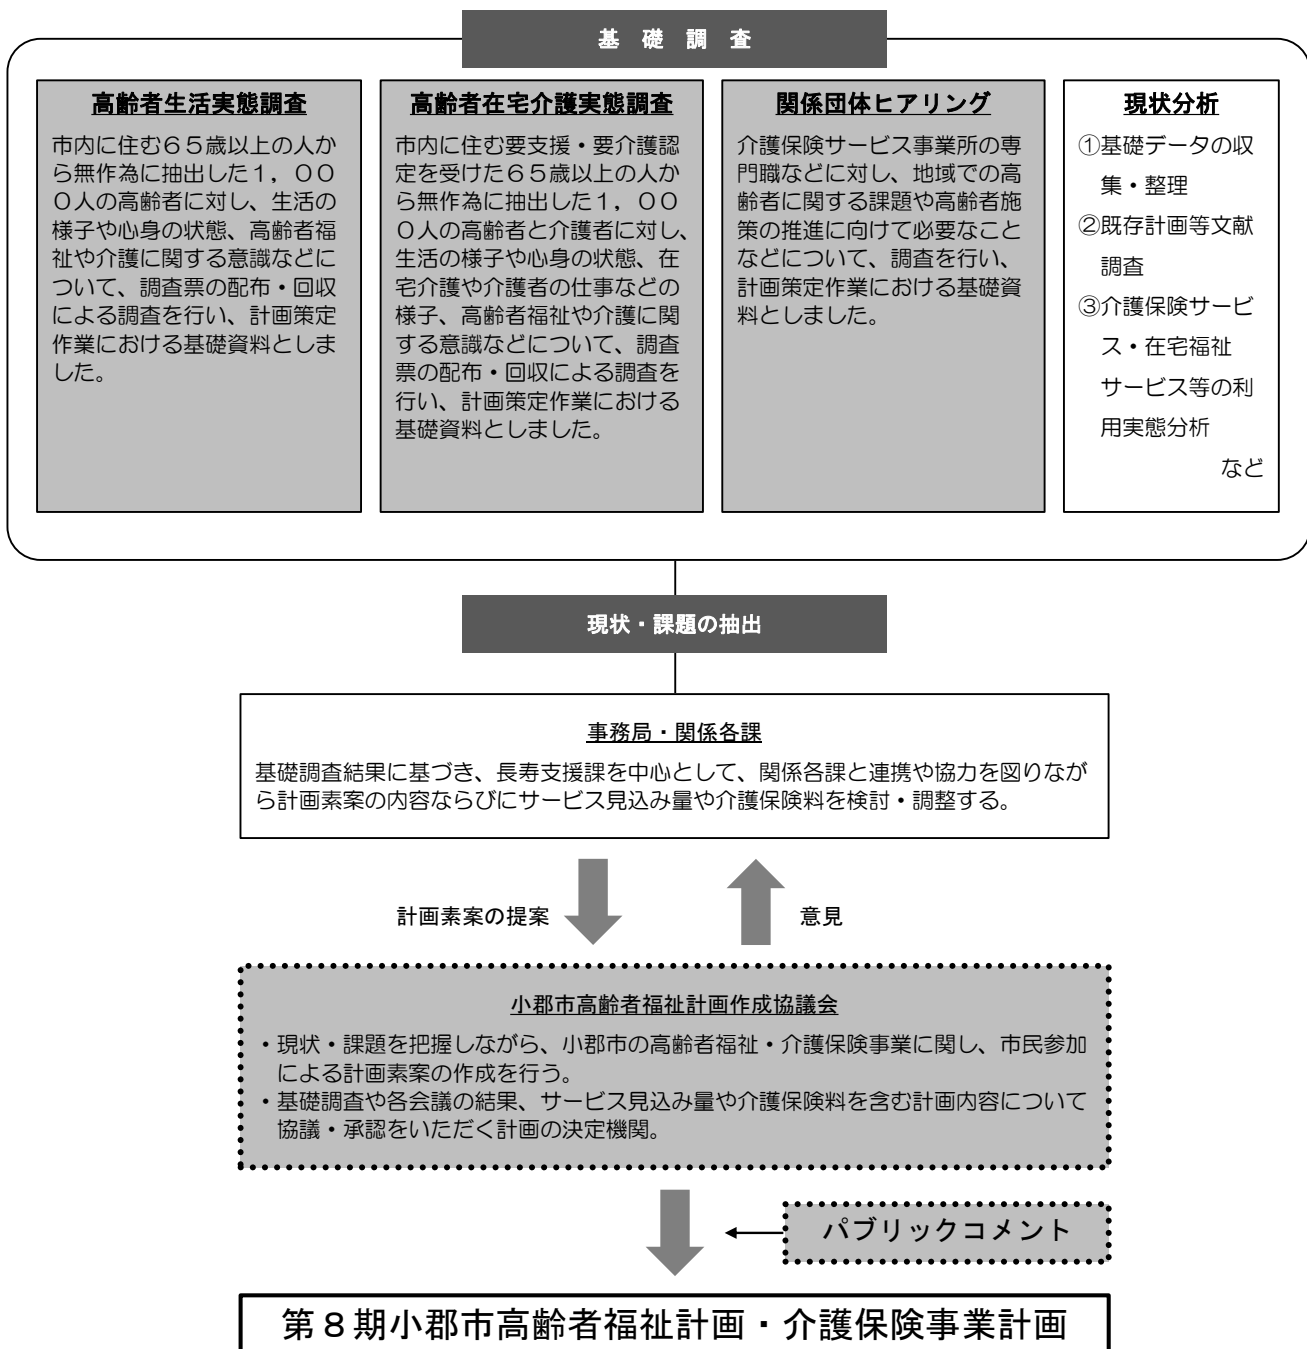 基　礎　調　査
高齢者生活実態調査
市内に住む６５歳以上の人か
ら無作為に抽出した１，００
０人の高齢者に対し、生活の
様子や心身の状態、高齢者福
祉や介護に関する意識などに
ついて、調査票の配布・回収
による調査を行い、計画策定
作業における基礎資料としま
した。
高齢者在宅介護実態調査
市内に住む要支援・要介護認
定を受けた６５歳以上の人か
ら無作為に抽出した１，００
０人の高齢者と介護者に対し、
生活の様子や心身の状態、在
宅介護や介護者の仕事などの
様子、高齢者福祉や介護に関
する意識などについて、調査
票の配布・回収による調査を
行い、計画策定作業における
基礎資料としました。
関係団体ヒアリング
介護保険サービス事業所の専
門職などに対し、地域での高
齢者に関する課題や高齢者施
策の推進に向けて必要なこと
などについて、調査を行い、
計画策定作業における基礎資
料としました。
現状分析
①基礎データの収
集・整理
②既存計画等文献
調査
③介護保険サービ
ス・在宅福祉
サービス等の利
用実態分析
など
現状・課題の抽出
事務局・関係各課
基礎調査結果に基づき、長寿支援課を中心として、関係各課と連携や協力を図りなが
ら計画素案の内容ならびにサービス見込み量や介護保険料を検討・調整する。
計画素案の提案
意見
小郡市高齢者福祉計画作成協議会
・現状・課題を把握しながら、小郡市の高齢者福祉・介護保険事業に関し、市民参加
による計画素案の作成を行う。
・基礎調査や各会議の結果、サービス見込み量や介護保険料を含む計画内容について
協議・承認をいただく計画の決定機関。
パブリックコメント
第８期小郡市高齢者福祉計画・介護保険事業計画